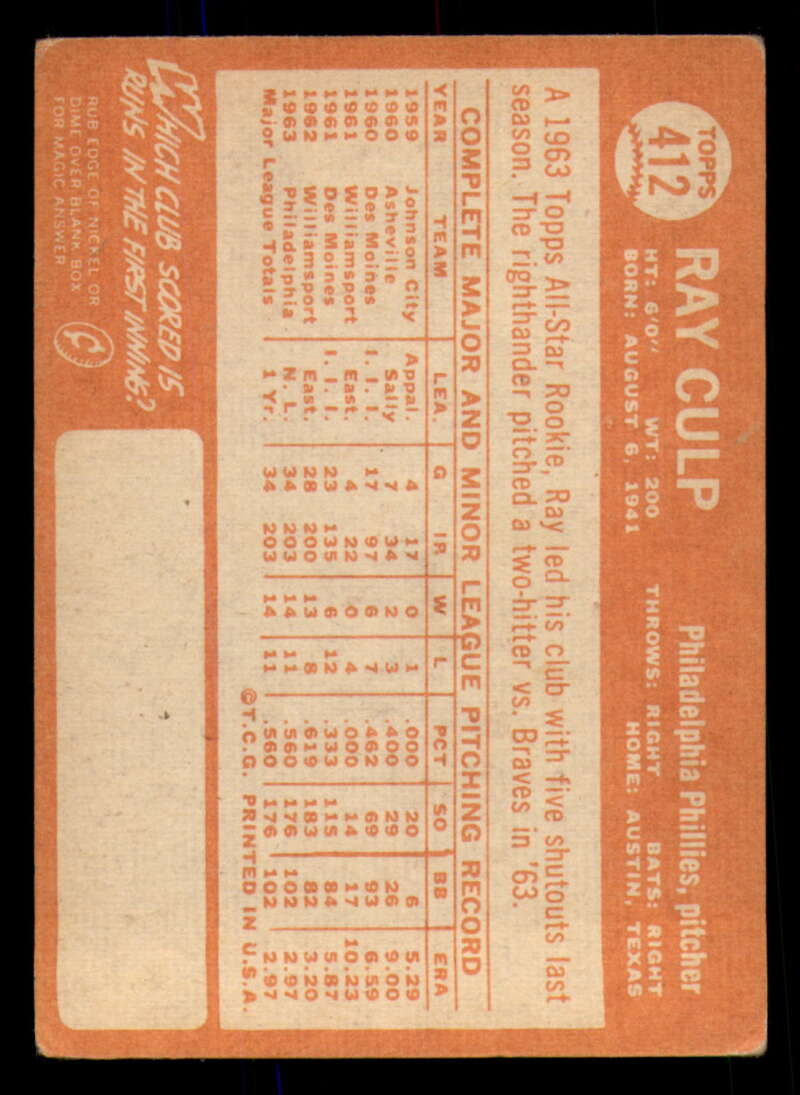 TOPPS
412
RAY CULP
Philadelphia Phillies, pitcher
HT: 6'0" WT: 200 THROWS: RIGHT BATS: RIGHT
BORN: AUGUST 6, 1941 HOME: AUSTIN, TEXAS
A 1963 Topps All-Star Rookie, Ray led his club with five shutouts last
season. The righthander pitched a two-hitter vs. Braves in '63.
COMPLETE MAJOR AND MINOR LEAGUE PITCHING RECORD
YEAR TEAM LEA. G IP W L PCT SO BB ERA
1959 Johnson City Appal. 4 17 0 1 .000 20 6 5.29
1960 Asheville Sally 7 34 2 3 .400 29 26 9.00
1960 Des Moines I. I. I. 17 97 6 7 .462 69 93 6.59
1961 Williamsport East. 4 22 0 4 .000 14 17 10.23
1961 Des Moines I. I. I. 23 135 6 12 .333 115 84 5.87
1962 Williamsport East. 28 200 13 8 .619 183 82 3.20
1963 Philadelphia N. L. 34 203 14 11 .560 176 102 2.97
Major League Totals 1 Yr. 34 203 14 11 .560 176 102 2.97
©T.C.G. PRINTED IN U.S.A.
WHICH CLUB SCORED 15
RUNS IN THE FIRST INNING?
RUB EDGE OF NICKEL OR
DIME OVER BLANK BOX
FOR MAGIC ANSWER